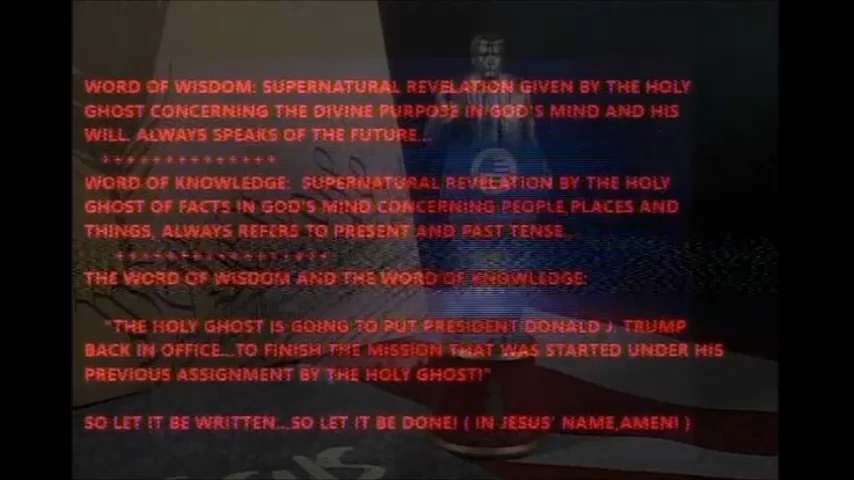 WORD OF WISDOM: SUPERNATURAL REVELATION GIVEN BY THE HOLY
GHOST CONCERNING THE DIVINE PURPOSE IN GOD'S MIND AND HIS
WILL. ALWAYS SPEAKS OF THE FUTURE...
++++++++++++++
WORD OF KNOWLEDGE: SUPERNATURAL REVELATION BY THE HOLY
GHOST OF FACTS IN GOD'S MIND CONCERNING PEOPLE,PLACES AND
THINGS, ALWAYS REFERS TO PRESENT AND PAST TENSE...
+++++++++++++++++
THE WORD OF WISDOM AND THE WORD OF KNOWLEDGE:
"THE HOLY GHOST IS GOING TO PUT PRESIDENT DONALD J. TRUMP
BACK IN OFFICE...TO FINISH THE MISSION THAT WAS STARTED UNDER HIS
PREVIOUS ASSIGNMENT BY THE HOLY GHOST!"
SO LET IT BE WRITTEN...SO LET IT BE DONE! ( IN JESUS' NAME,AMEN! )